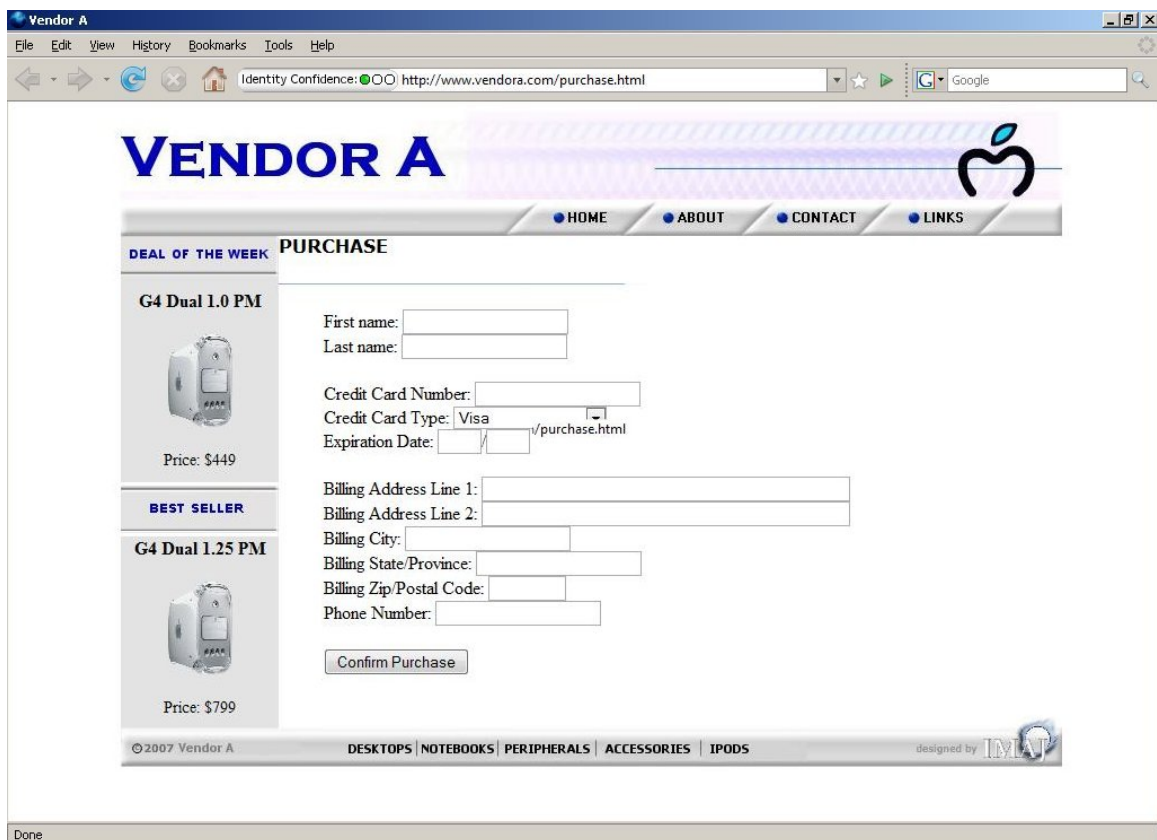 Vendor A
File Edit View History Bookmarks Tools Help
Identity Confidence: http://www.vendora.com/purchase.html G Google
VENDOR A
HOME ABOUT CONTACT LINKS
DEAL OF THE WEEK
G4 Dual 1.0 PM
Price: $449
BEST SELLER
G4 Dual 1.25 PM
Price: $799
PURCHASE
First name:
Last name:
Credit Card Number:
Credit Card Type: Visa
/purchase.html
Expiration Date: /
Billing Address Line 1:
Billing Address Line 2:
Billing City:
Billing State/Province:
Billing Zip/Postal Code:
Phone Number:
Confirm Purchase
©2007 Vendor A DESKTOPS | NOTEBOOKS | PERIPHERALS | ACCESSORIES | IPODS designed by IMAJ
Done